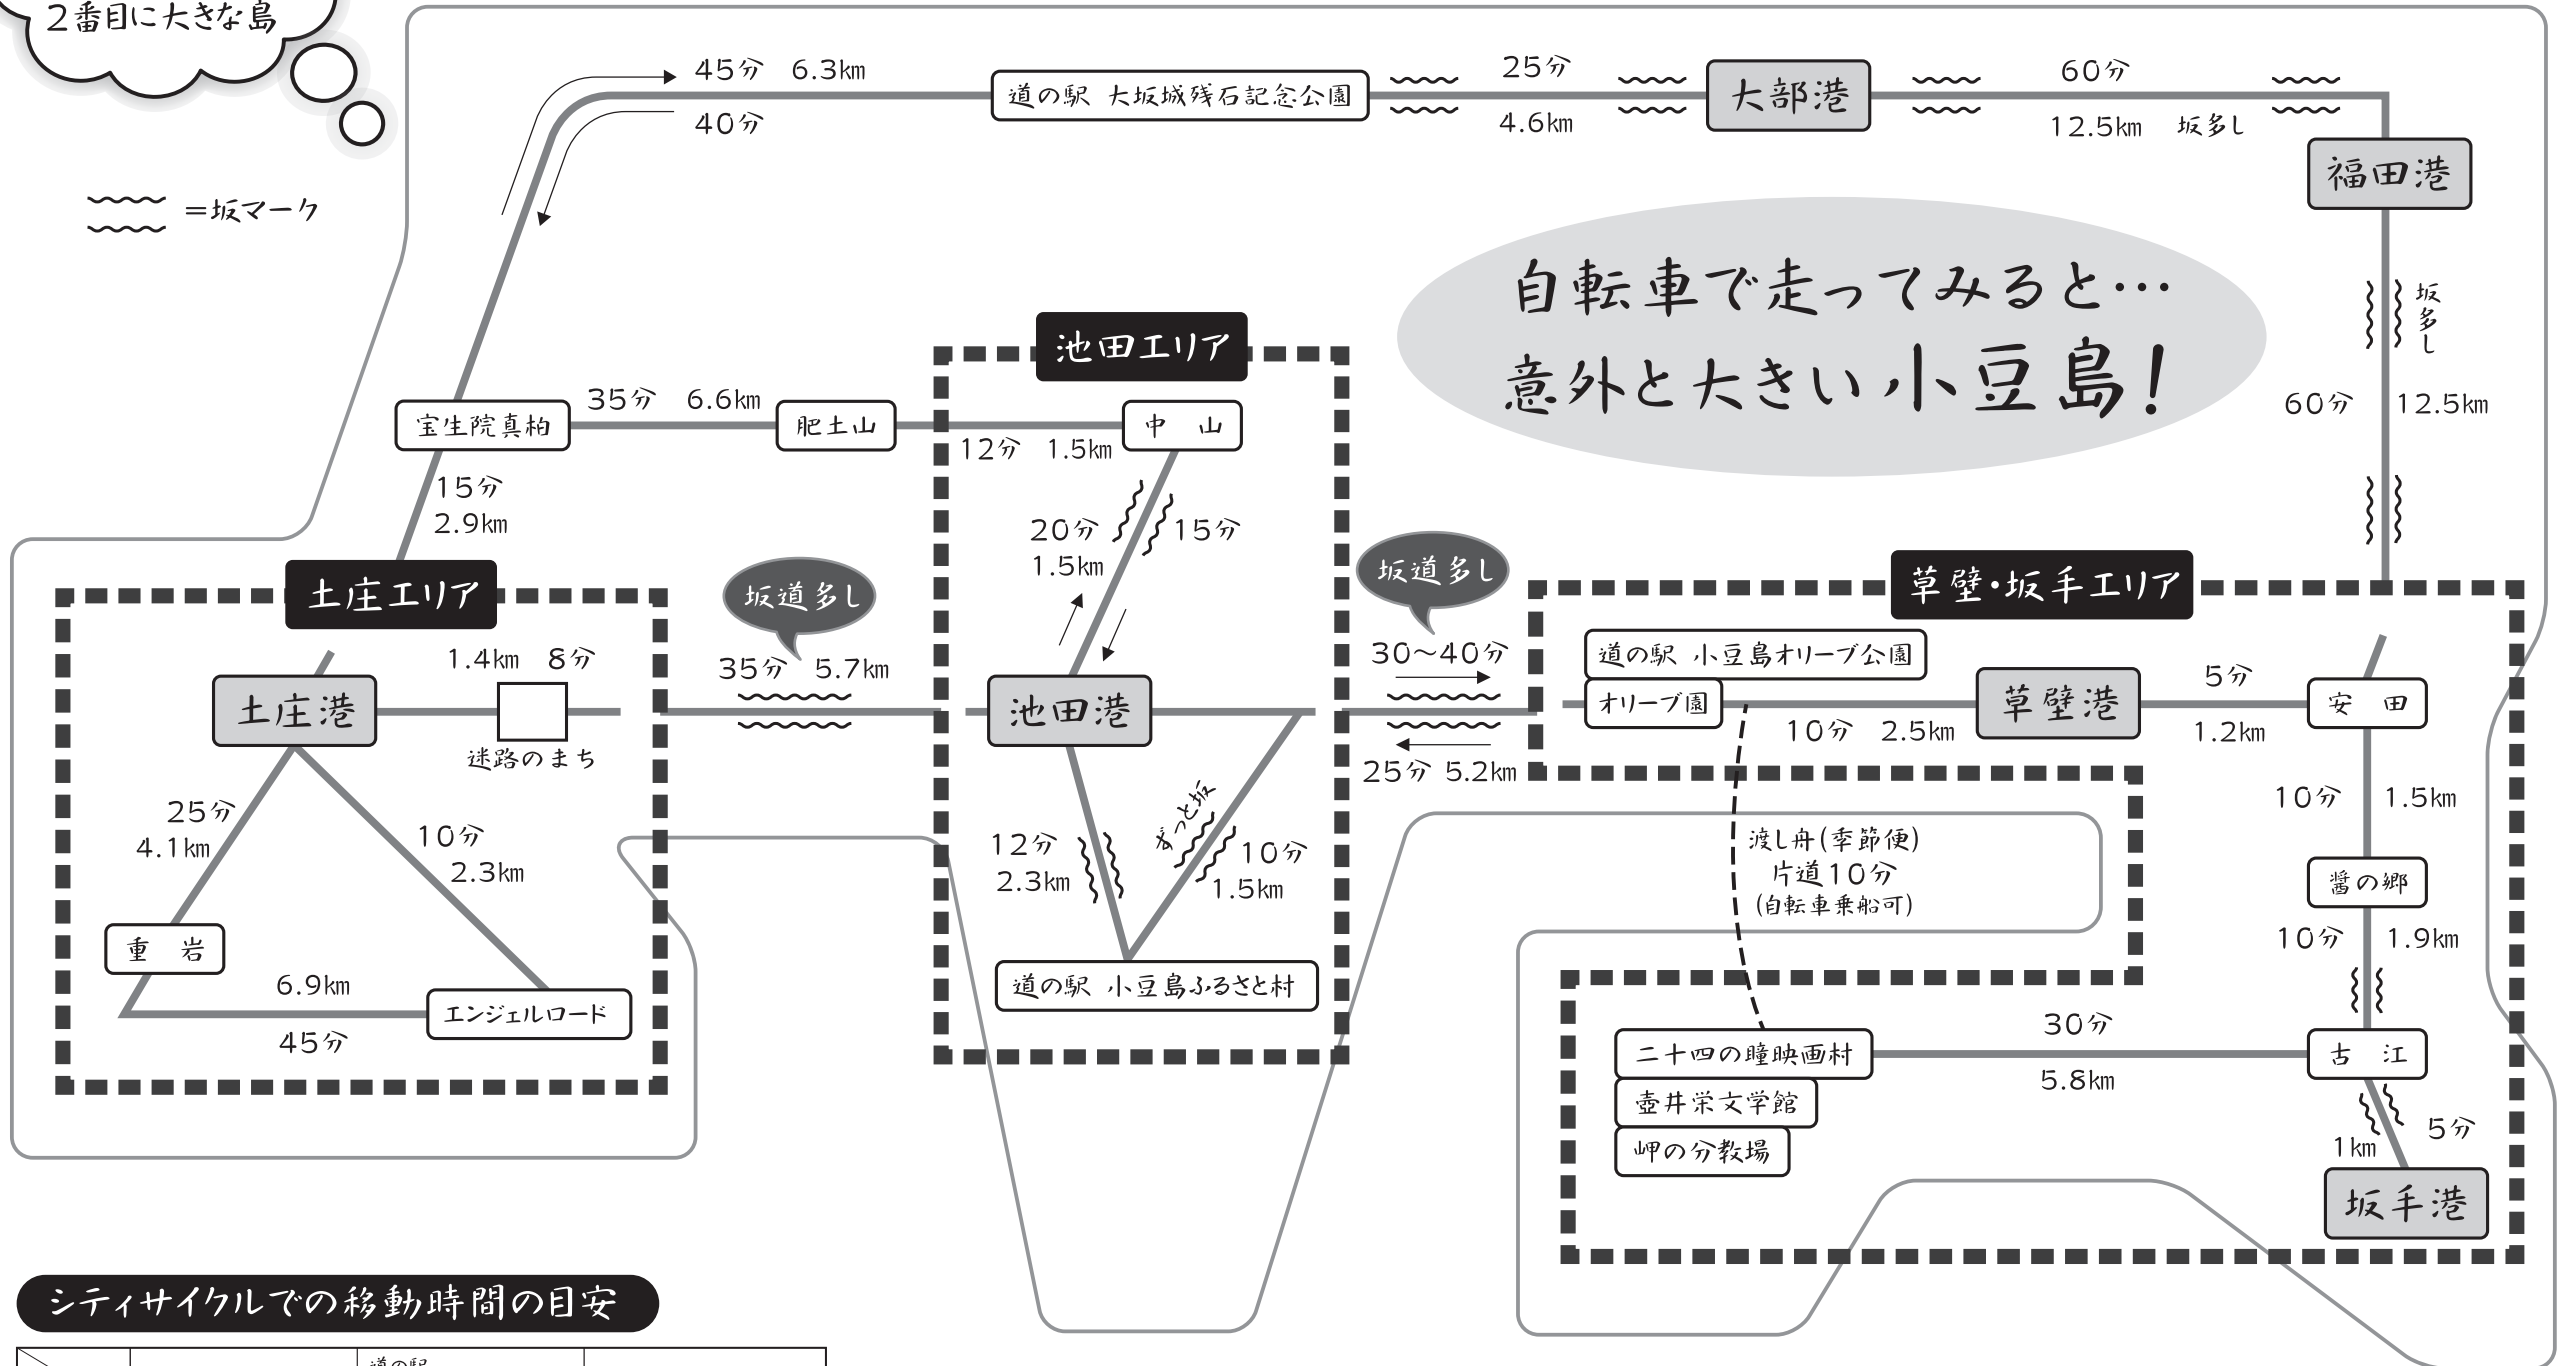 2番目に大きな島
＝坂マーク
45分 6.3km
40分
道の駅 大坂城残石記念公園
25分
4.6km
大部港
60分
12.5km 坂多し
福田港
坂多し
60分 12.5km
自転車で走ってみると…
意外と大きい小豆島！
宝生院真柏
35分 6.6km
肥土山
池田エリア
12分 1.5km
中 山
20分
1.5km
15分
15分
2.9km
土庄エリア
土庄港
1.4km 8分
迷路のまち
25分
4.1km
10分
2.3km
重 岩
6.9km
45分
エンジェルロード
坂道多し
35分 5.7km
池田港
12分
2.3km
ずっと坂
10分
1.5km
道の駅 小豆島ふるさと村
坂道多し
30〜40分
25分 5.2km
草壁・坂手エリア
道の駅 小豆島オリーブ公園
オリーブ園
10分 2.5km
草壁港
5分
1.2km
安 田
10分 1.5km
醤の郷
10分 1.9km
渡し舟(季節便)
片道10分
(自転車乗船可)
二十四の瞳映画村
壺井栄文学館
岬の分教場
30分
5.8km
古 江
1km 5分
坂手港
シティサイクルでの移動時間の目安
道の駅